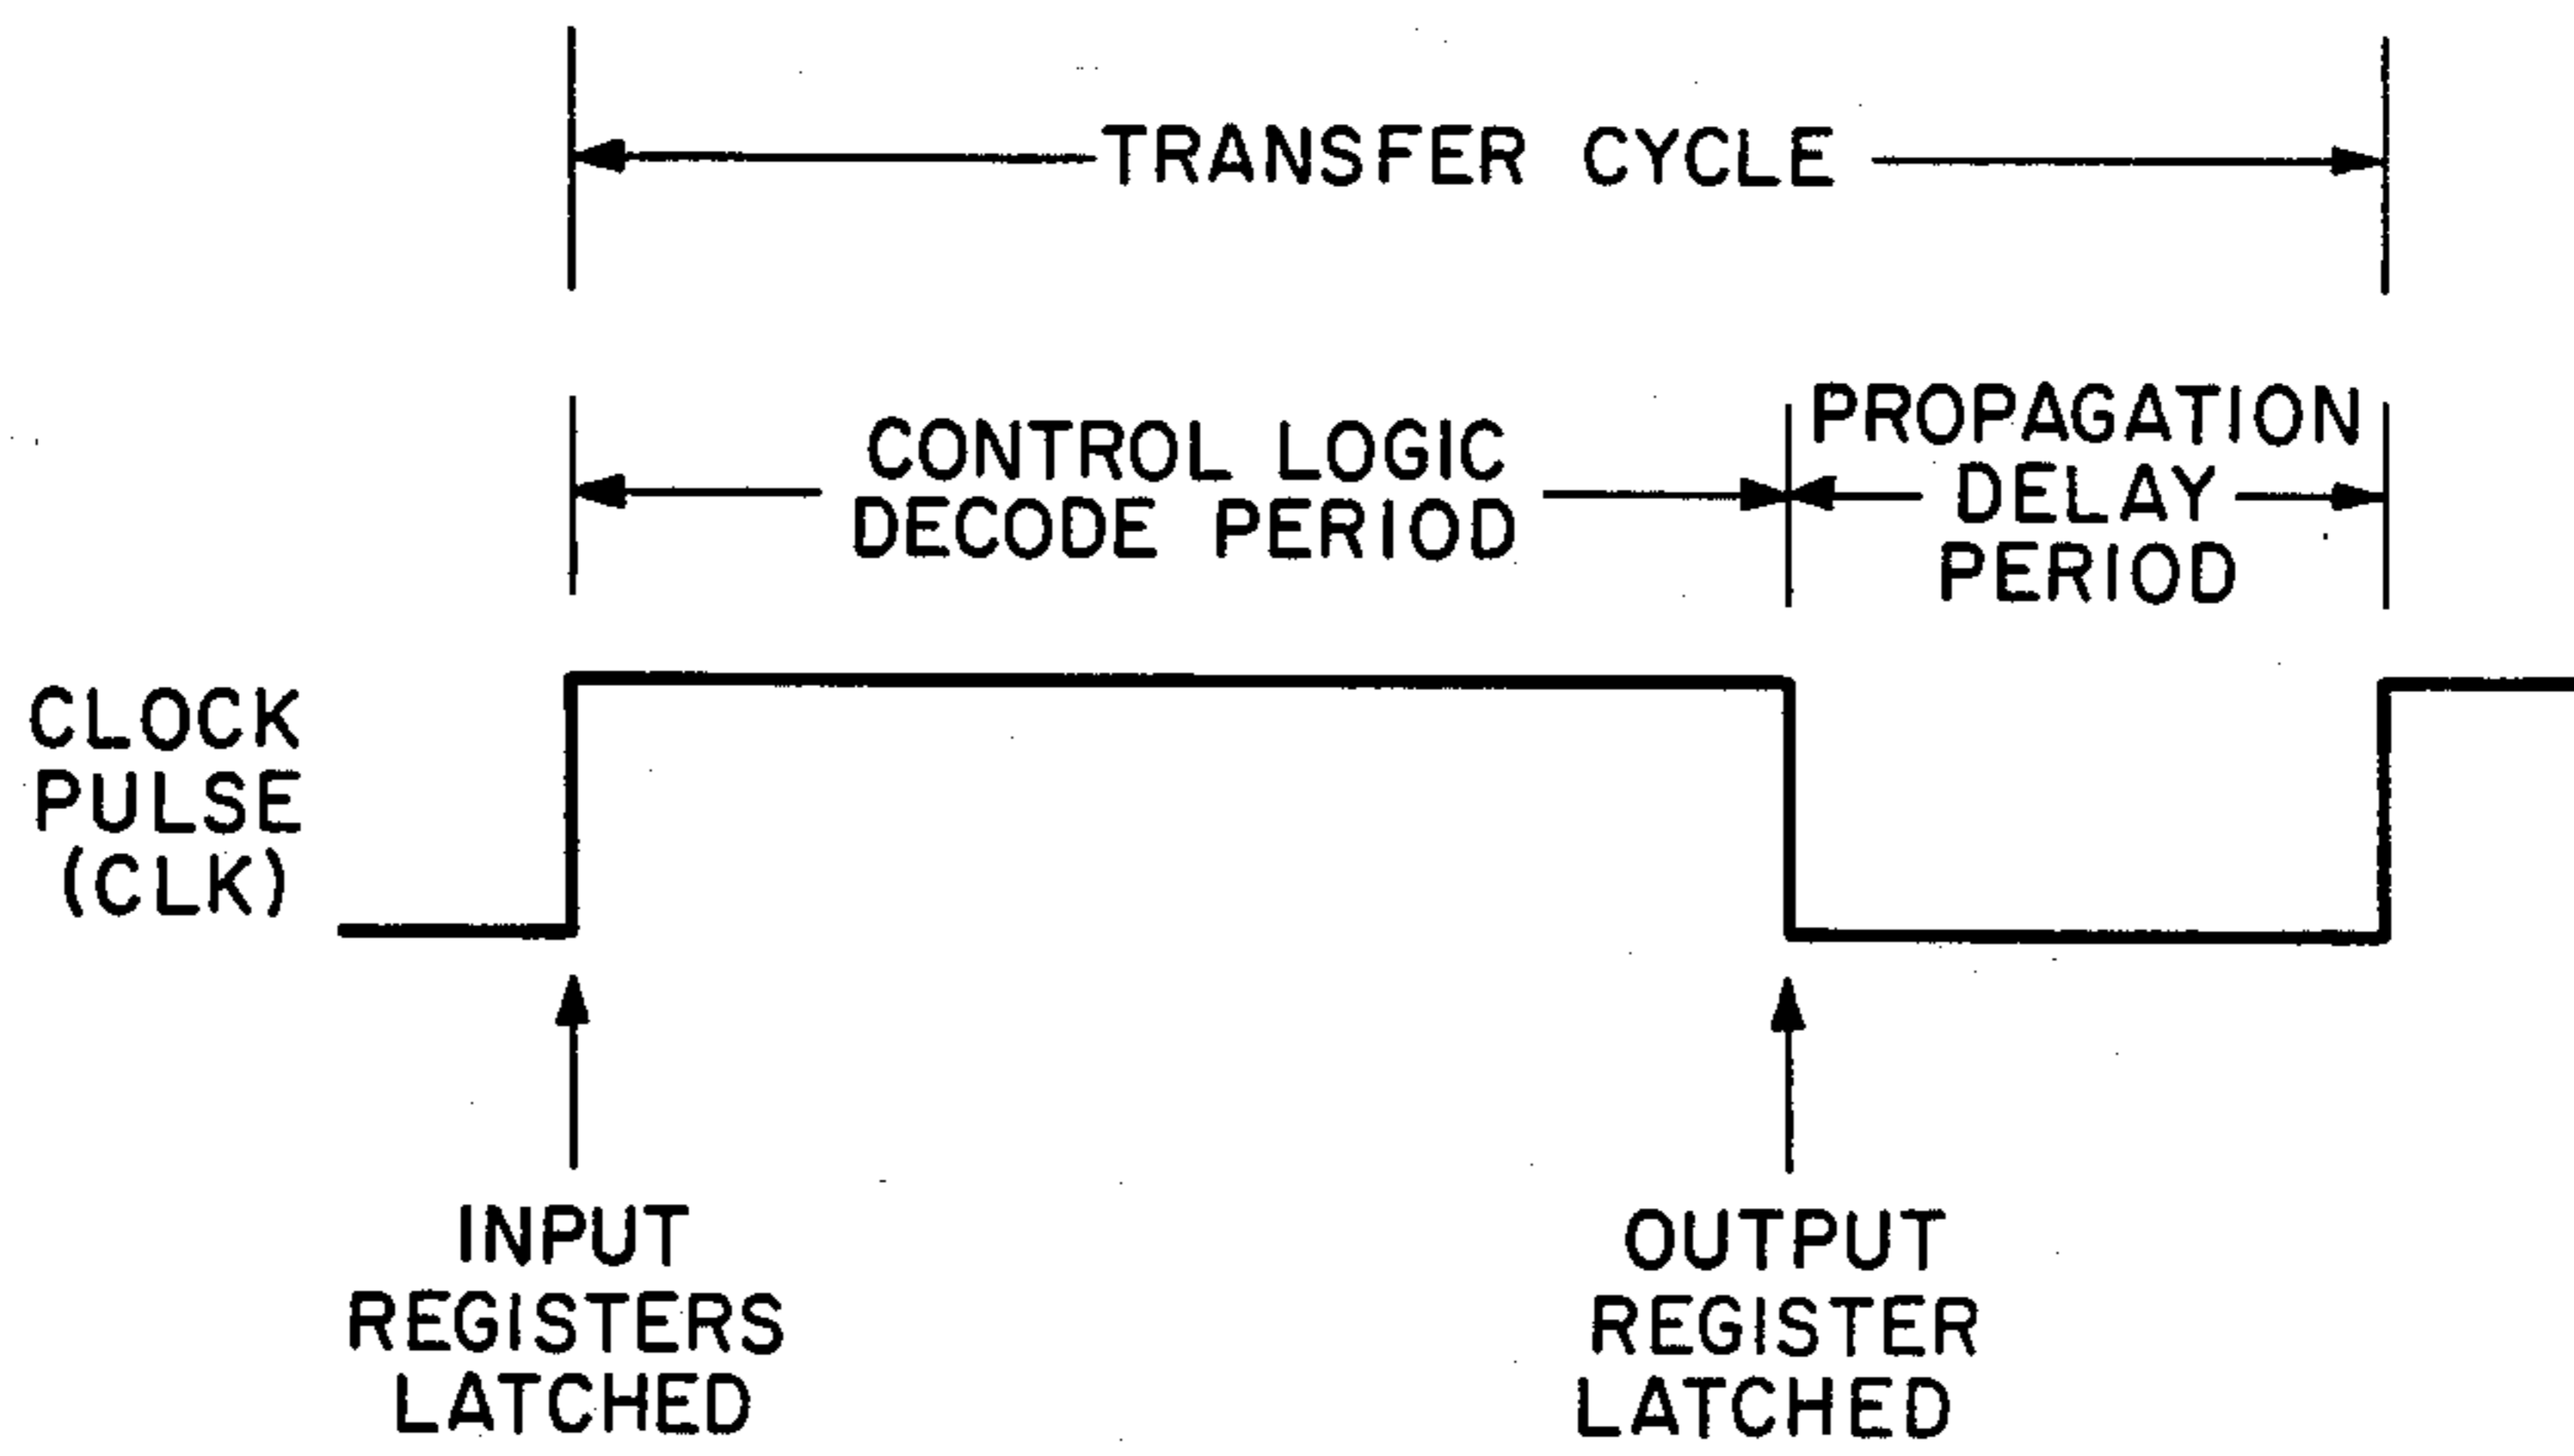 TRANSFER CYCLE
CONTROL LOGIC
DECODE PERIOD
PROPAGATION
DELAY
PERIOD
CLOCK
PULSE
(CLK)
INPUT
REGISTERS
LATCHED
OUTPUT
REGISTER
LATCHED